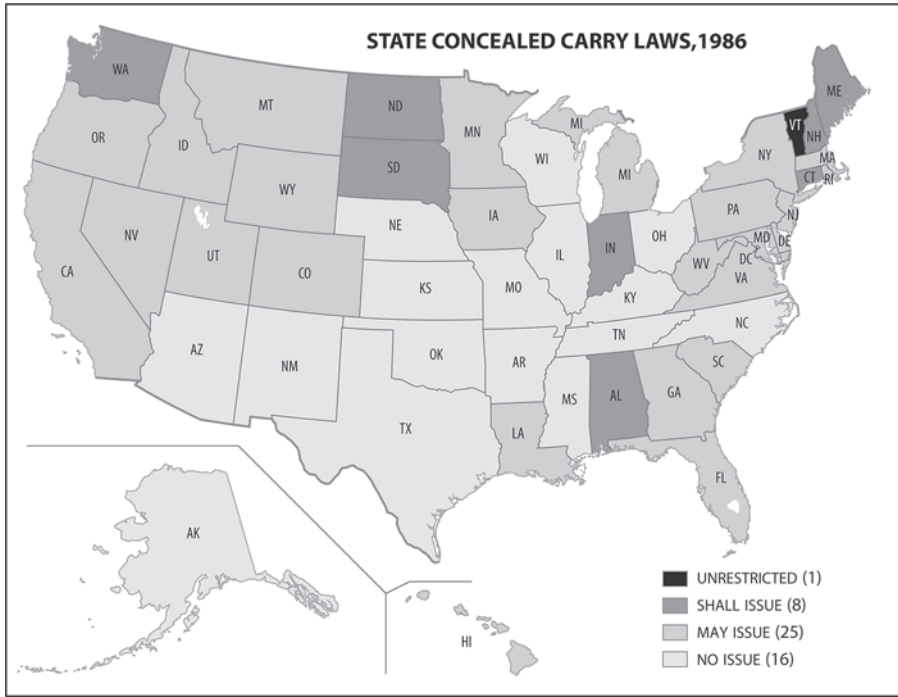 STATE CONCEALED CARRY LAWS,1986
WA
MT
ND
MN
MI
ME
VT
NH
OR
ID
SD
WI
MI
NY
MA
CT
RI
WY
IA
PA
NJ
NE
NV
UT
CO
IL
IN
OH
MD
DE
DC
WV
VA
CA
KS
MO
KY
NC
TN
AZ
NM
OK
AR
SC
MS
AL
GA
TX
LA
FL
AK
HI
UNRESTRICTED (1)
SHALL ISSUE (8)
MAY ISSUE (25)
NO ISSUE (16)